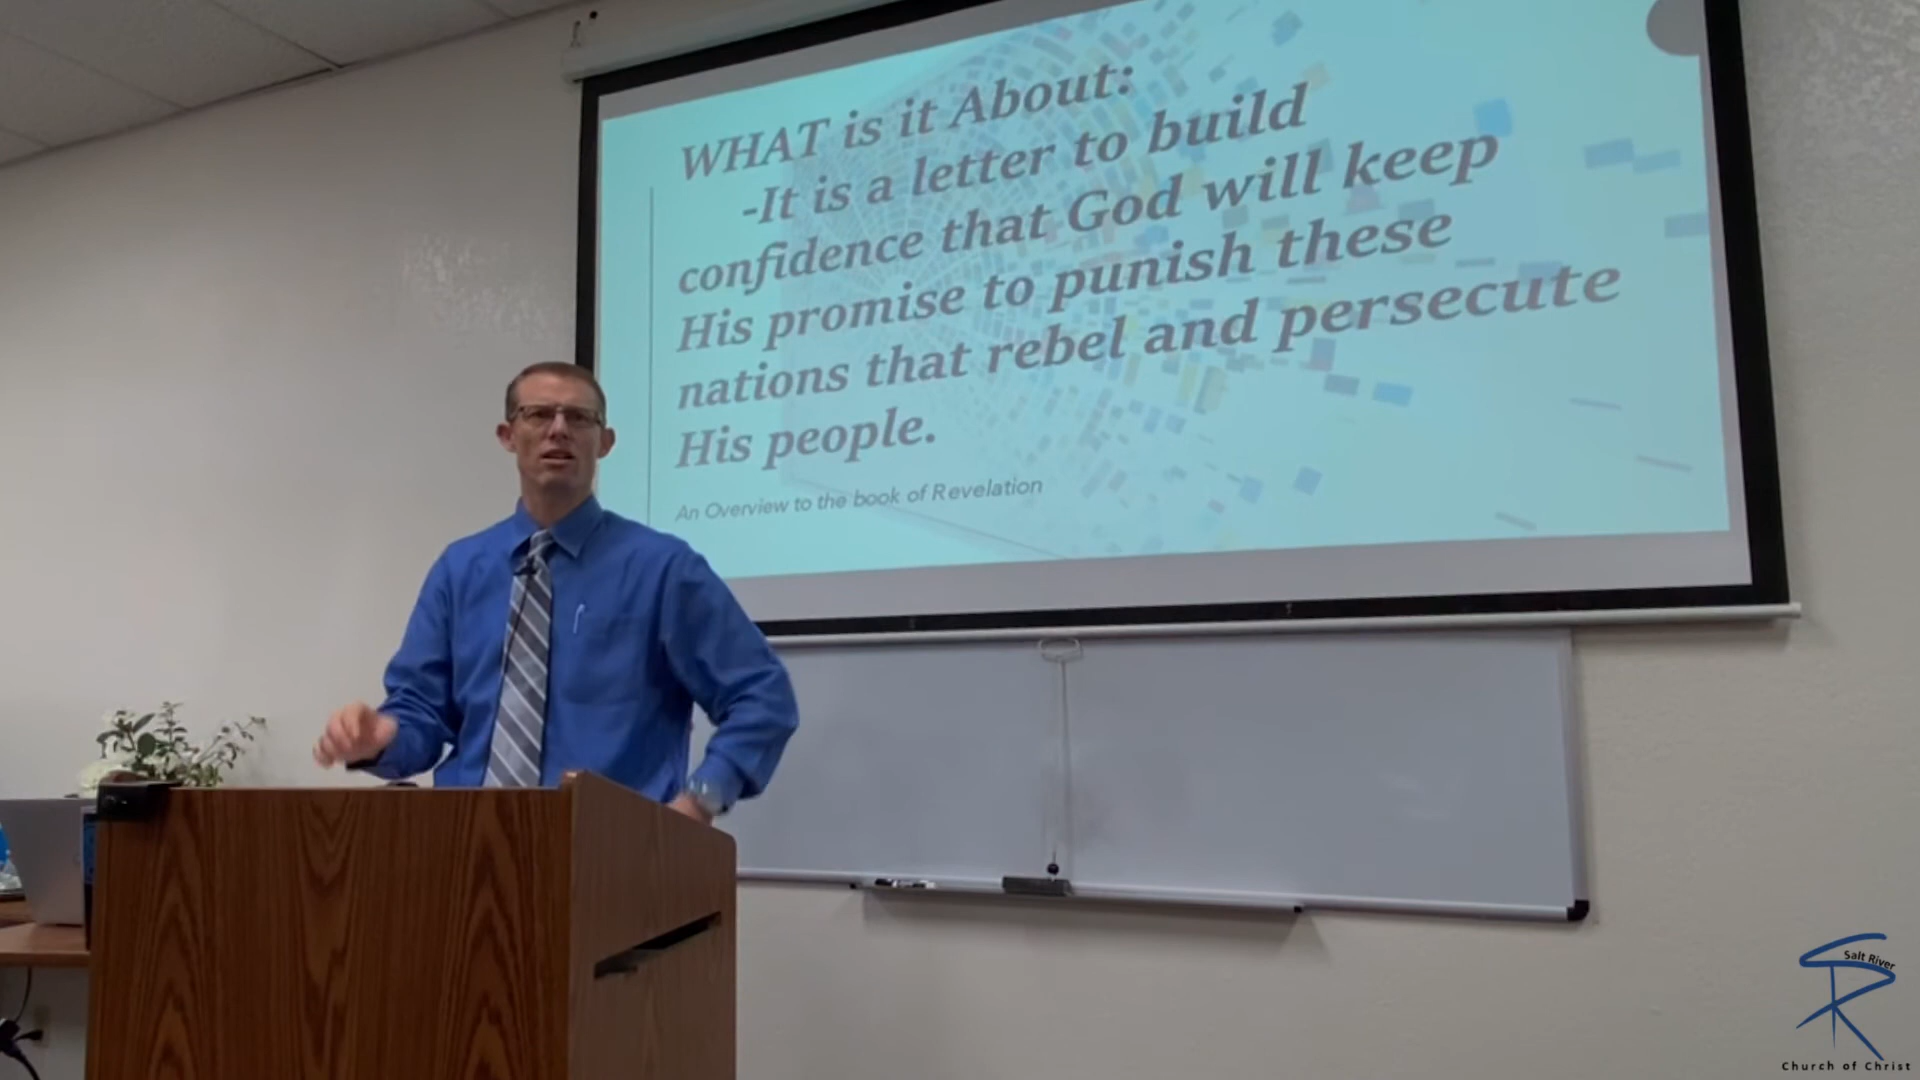 WHAT is it About:
-It is a letter to build
confidence that God will keep
His promise to punish these
nations that rebel and persecute
His people.
An Overview to the book of Revelation
Salt River
Church of Christ